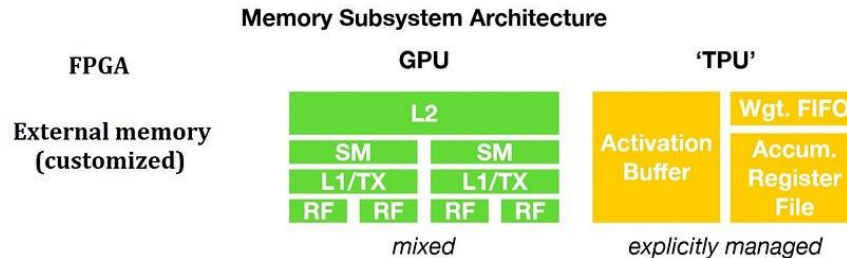 Memory Subsystem Architecture
FPGA
GPU
'TPU'
External memory
(customized)
L2
SM SM
L1/TX L1/TX
RF RF RF RF
mixed
Activation
Buffer
Wgt. FIFO
Accum.
Register
File
explicitly managed